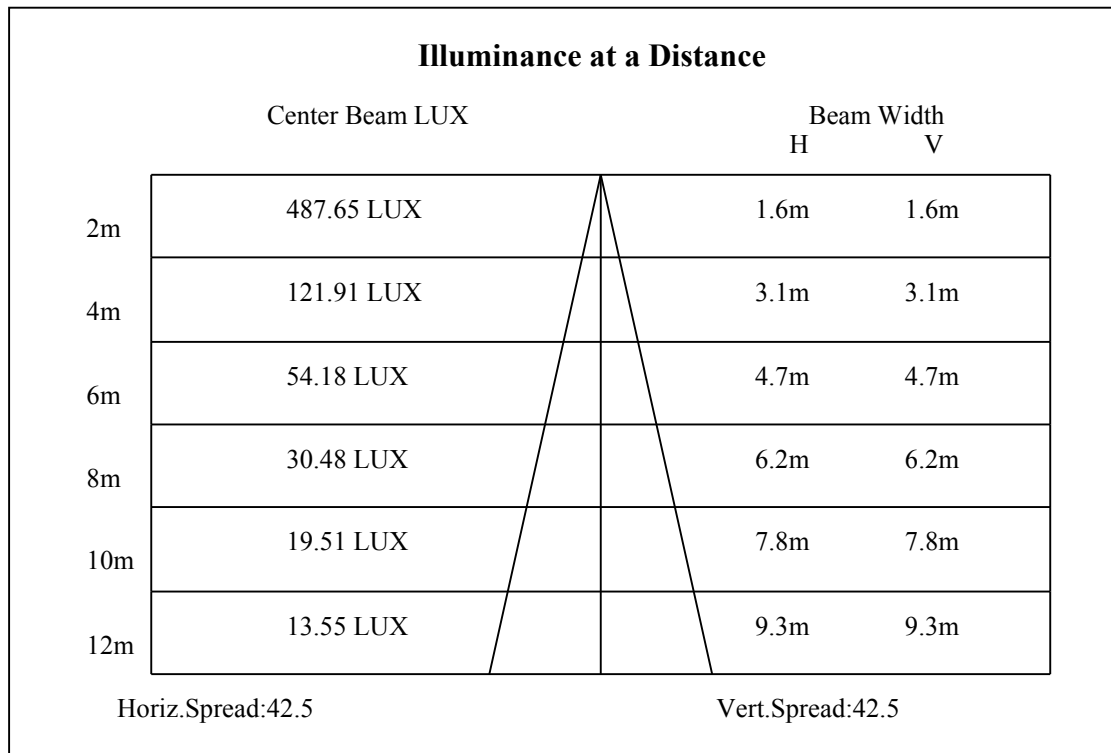 Illuminance at a Distance
Center Beam LUX Beam Width
H V
2m 487.65 LUX 1.6m 1.6m
4m 121.91 LUX 3.1m 3.1m
6m 54.18 LUX 4.7m 4.7m
8m 30.48 LUX 6.2m 6.2m
10m 19.51 LUX 7.8m 7.8m
12m 13.55 LUX 9.3m 9.3m
Horiz.Spread:42.5 Vert.Spread:42.5